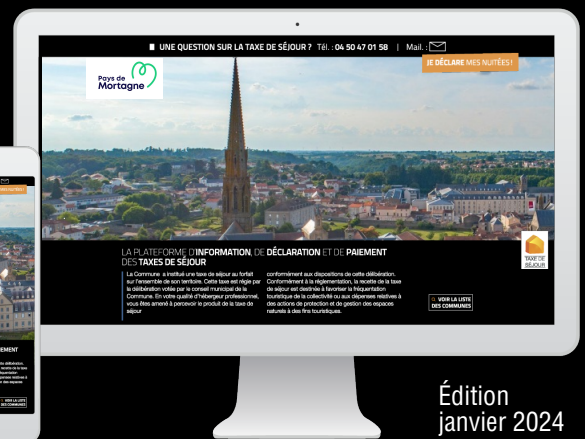 UNE QUESTION SUR LA TAXE DE SÉJOUR ? Tél. : 04 50 47 01 58 | Mail. :
JE DÉCLARE MES NUITÉES !
Pays de
Mortagne
LA PLATEFORME D'INFORMATION, DE DÉCLARATION ET DE PAIEMENT
DES TAXES DE SÉJOUR
La Commune a institué une taxe de séjour au forfait
sur l'ensemble de son territoire. Cette taxe est régie par
la délibération votée par le conseil municipal de la
Commune. En votre qualité d'hébergeur professionnel,
vous êtes amené à percevoir le produit de la taxe de
séjour
conformément aux dispositions de cette délibération.
Conformément à la réglementation, la recette de la taxe
de séjour est destinée à favoriser la fréquentation
touristique de la collectivité ou aux dépenses relatives à
des actions de protection et de gestion des espaces
naturels à des fins touristiques.
TAXE DE
SÉJOUR
VOIR LA LISTE
DES COMMUNES
EMENT
VOIR LA LISTE
DES COMMUNES
Édition
janvier 2024